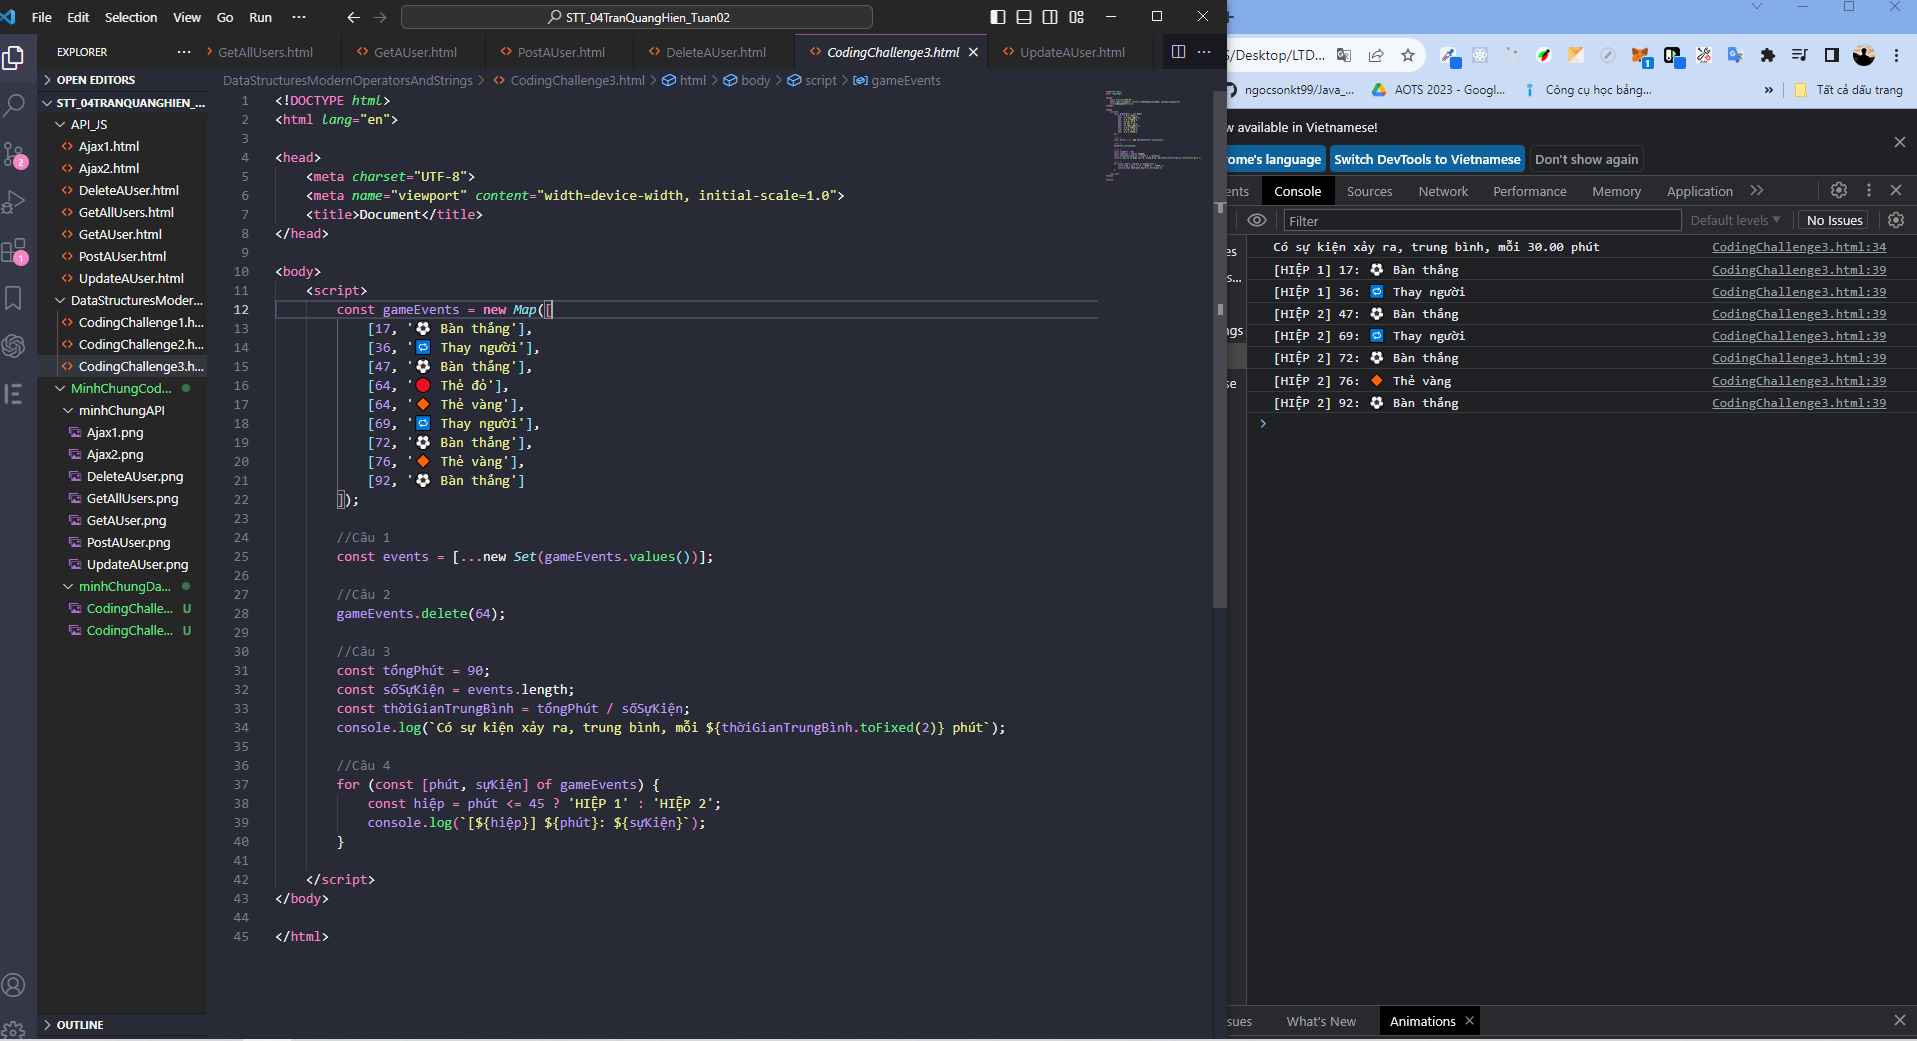 File Edit Selection View Go Run ···
STT_04TranQuangHien_Tuan02
EXPLORER ···
GetAllUsers.html
GetAUser.html
PostAUser.html
DeleteAUser.html
CodingChallenge3.html
UpdateAUser.html
OPEN EDITORS
STT_04TRANQUANGHIEN_...
API_JS
Ajax1.html
Ajax2.html
DeleteAUser.html
GetAllUsers.html
GetAUser.html
PostAUser.html
UpdateAUser.html
DataStructuresModer...
CodingChallenge1.h...
CodingChallenge2.h...
CodingChallenge3.h...
MinhChungCod...
minhChungAPI
Ajax1.png
Ajax2.png
DeleteAUser.png
GetAllUsers.png
GetAUser.png
PostAUser.png
UpdateAUser.png
minhChungDa...
CodingChalle... U
CodingChalle... U
OUTLINE
2
1
DataStructuresModernOperatorsAndStrings > CodingChallenge3.html > html > body > script > gameEvents
1 <!DOCTYPE html>
2 <html lang="en">
3
4 <head>
5 <meta charset="UTF-8">
6 <meta name="viewport" content="width=device-width, initial-scale=1.0">
7 <title>Document</title>
8 </head>
9
10 <body>
11 <script>
12 const gameEvents = new Map([
13 [17, '⚽ Bàn thắng'],
14 [36, '🔁 Thay người'],
15 [47, '⚽ Bàn thắng'],
16 [64, '🔴 Thẻ đỏ'],
17 [64, '🔶 Thẻ vàng'],
18 [69, '🔁 Thay người'],
19 [72, '⚽ Bàn thắng'],
20 [76, '🔶 Thẻ vàng'],
21 [92, '⚽ Bàn thắng']
22 ]);
23
24 //Câu 1
25 const events = [...new Set(gameEvents.values())];
26
27 //Câu 2
28 gameEvents.delete(64);
29
30 //Câu 3
31 const tổngPhút = 90;
32 const sốSựKiện = events.length;
33 const thờiGianTrungBình = tổngPhút / sốSựKiện;
34 console.log(`Có sự kiện xảy ra, trung bình, mỗi ${thờiGianTrungBình.toFixed(2)} phút`);
35
36 //Câu 4
37 for (const [phút, sựKiện] of gameEvents) {
38 const hiệp = phút <= 45 ? 'HIỆP 1' : 'HIỆP 2';
39 console.log(`[${hiệp}] ${phút}: ${sựKiện}`);
40 }
41
42 </script>
43 </body>
44
45 </html>
S/Desktop/LTD...
1
ngocsonkt99/Java_...
AOTS 2023 - Googl...
Công cụ học bảng...
»
Tất cả dấu trang
w available in Vietnamese!
rome's language
Switch DevTools to Vietnamese
Don't show again
ents Console Sources Network Performance Memory Application »
Filter
Default levels ▼
No Issues
es
s...
ngs
se
Có sự kiện xảy ra, trung bình, mỗi 30.00 phút CodingChallenge3.html:34
[HIỆP 1] 17: ⚽ Bàn thắng CodingChallenge3.html:39
[HIỆP 1] 36: 🔁 Thay người CodingChallenge3.html:39
[HIỆP 2] 47: ⚽ Bàn thắng CodingChallenge3.html:39
[HIỆP 2] 69: 🔁 Thay người CodingChallenge3.html:39
[HIỆP 2] 72: ⚽ Bàn thắng CodingChallenge3.html:39
[HIỆP 2] 76: 🔶 Thẻ vàng CodingChallenge3.html:39
[HIỆP 2] 92: ⚽ Bàn thắng CodingChallenge3.html:39
sues What's New Animations